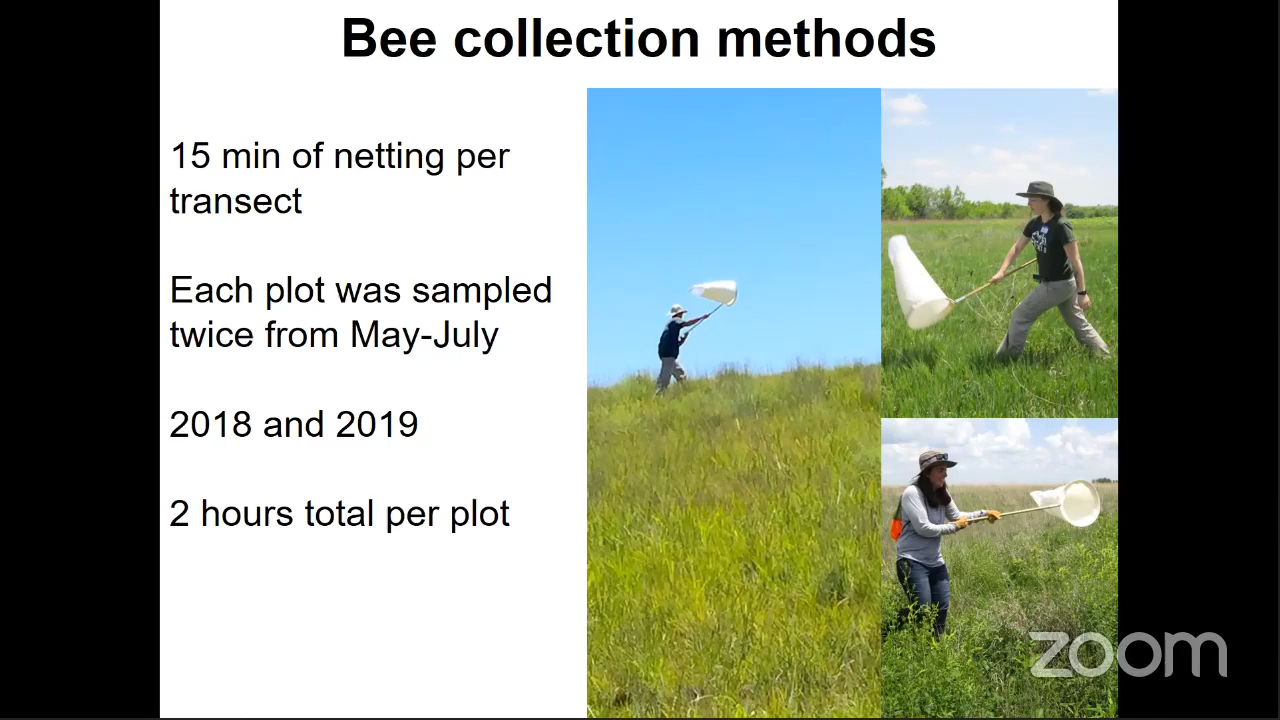 Bee collection methods
15 min of netting per
transect
Each plot was sampled
twice from May-July
2018 and 2019
2 hours total per plot
zoom